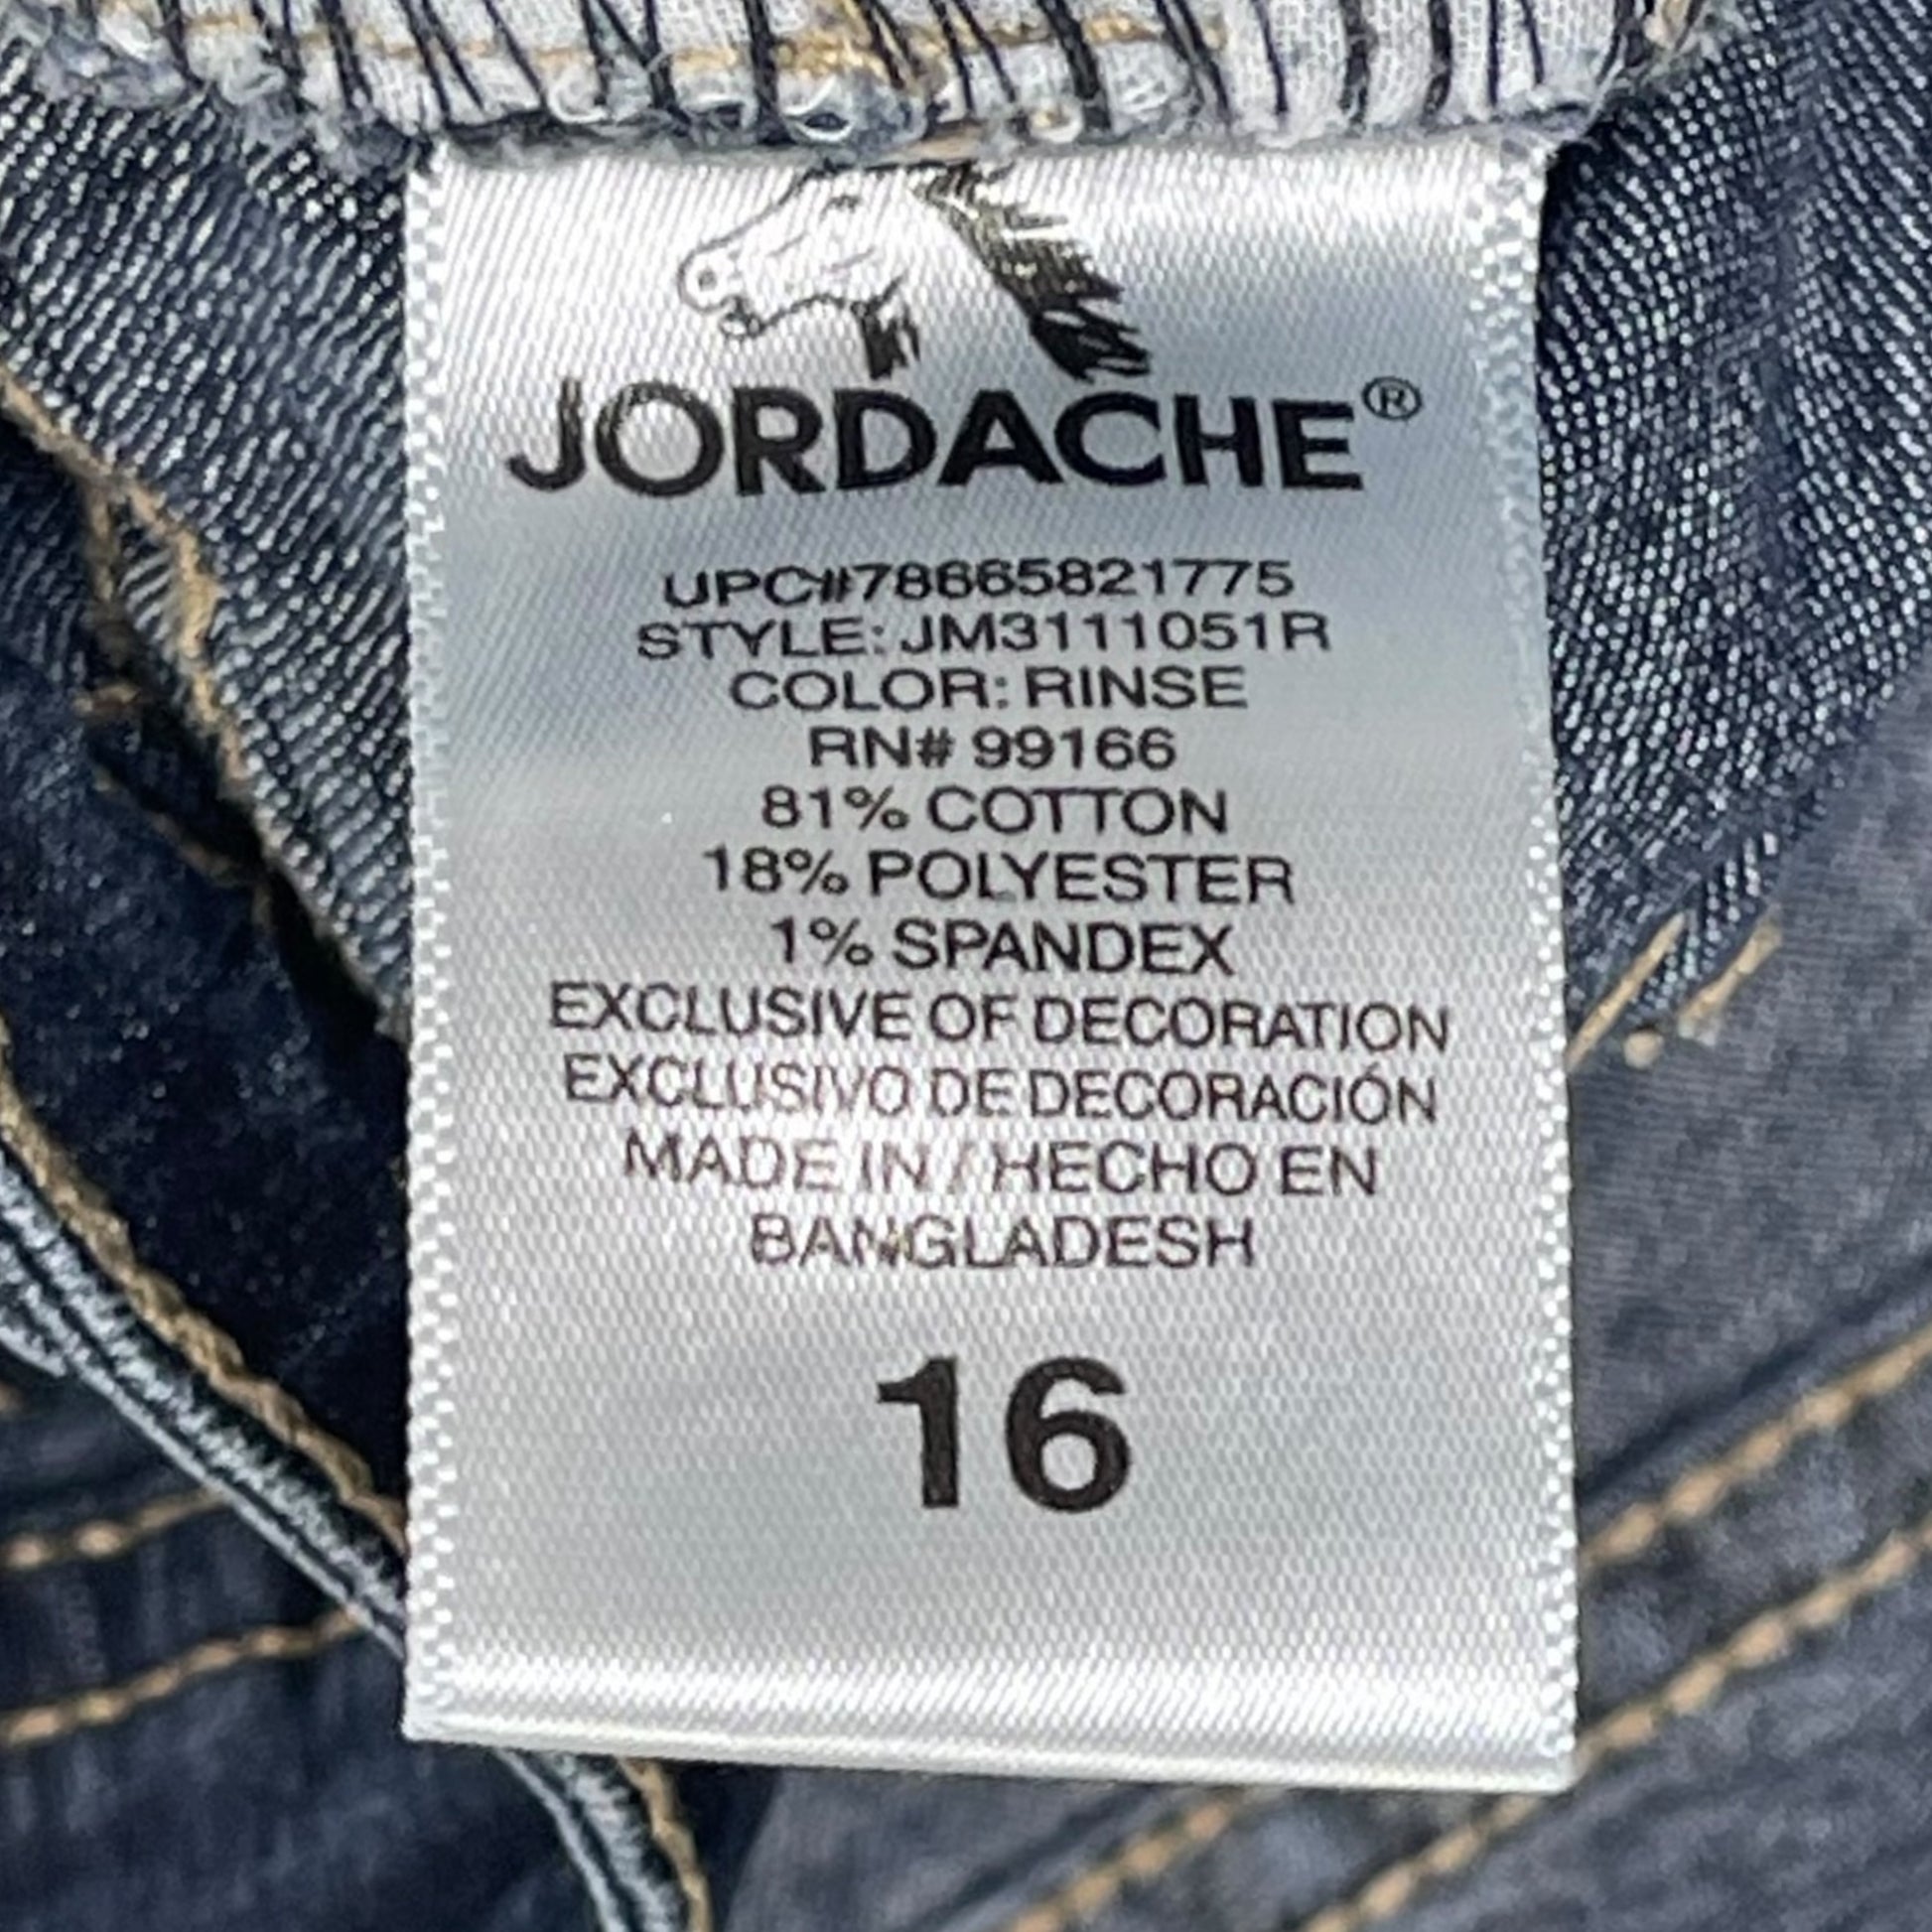 JORDACHE®
UPC#78665821775
STYLE: JM3111051R
COLOR: RINSE
RN# 99166
81% COTTON
18% POLYESTER
1% SPANDEX
EXCLUSIVE OF DECORATION
EXCLUSIVO DE DECORACIÓN
MADE IN / HECHO EN
BANGLADESH
16